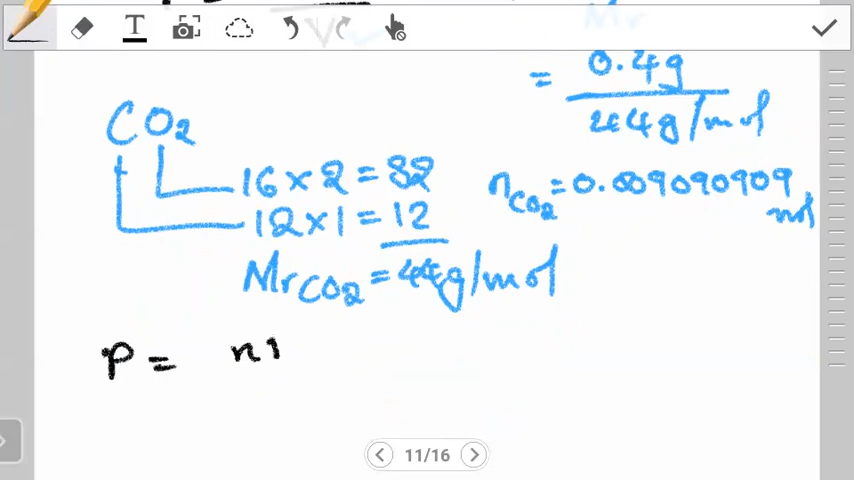 T
Mr
= 0.4g
44g/mol
CO2
16×2=32
nCO2=0.009090909
mol
12×1=12
MrCO2=44g/mol
P= n
11/16